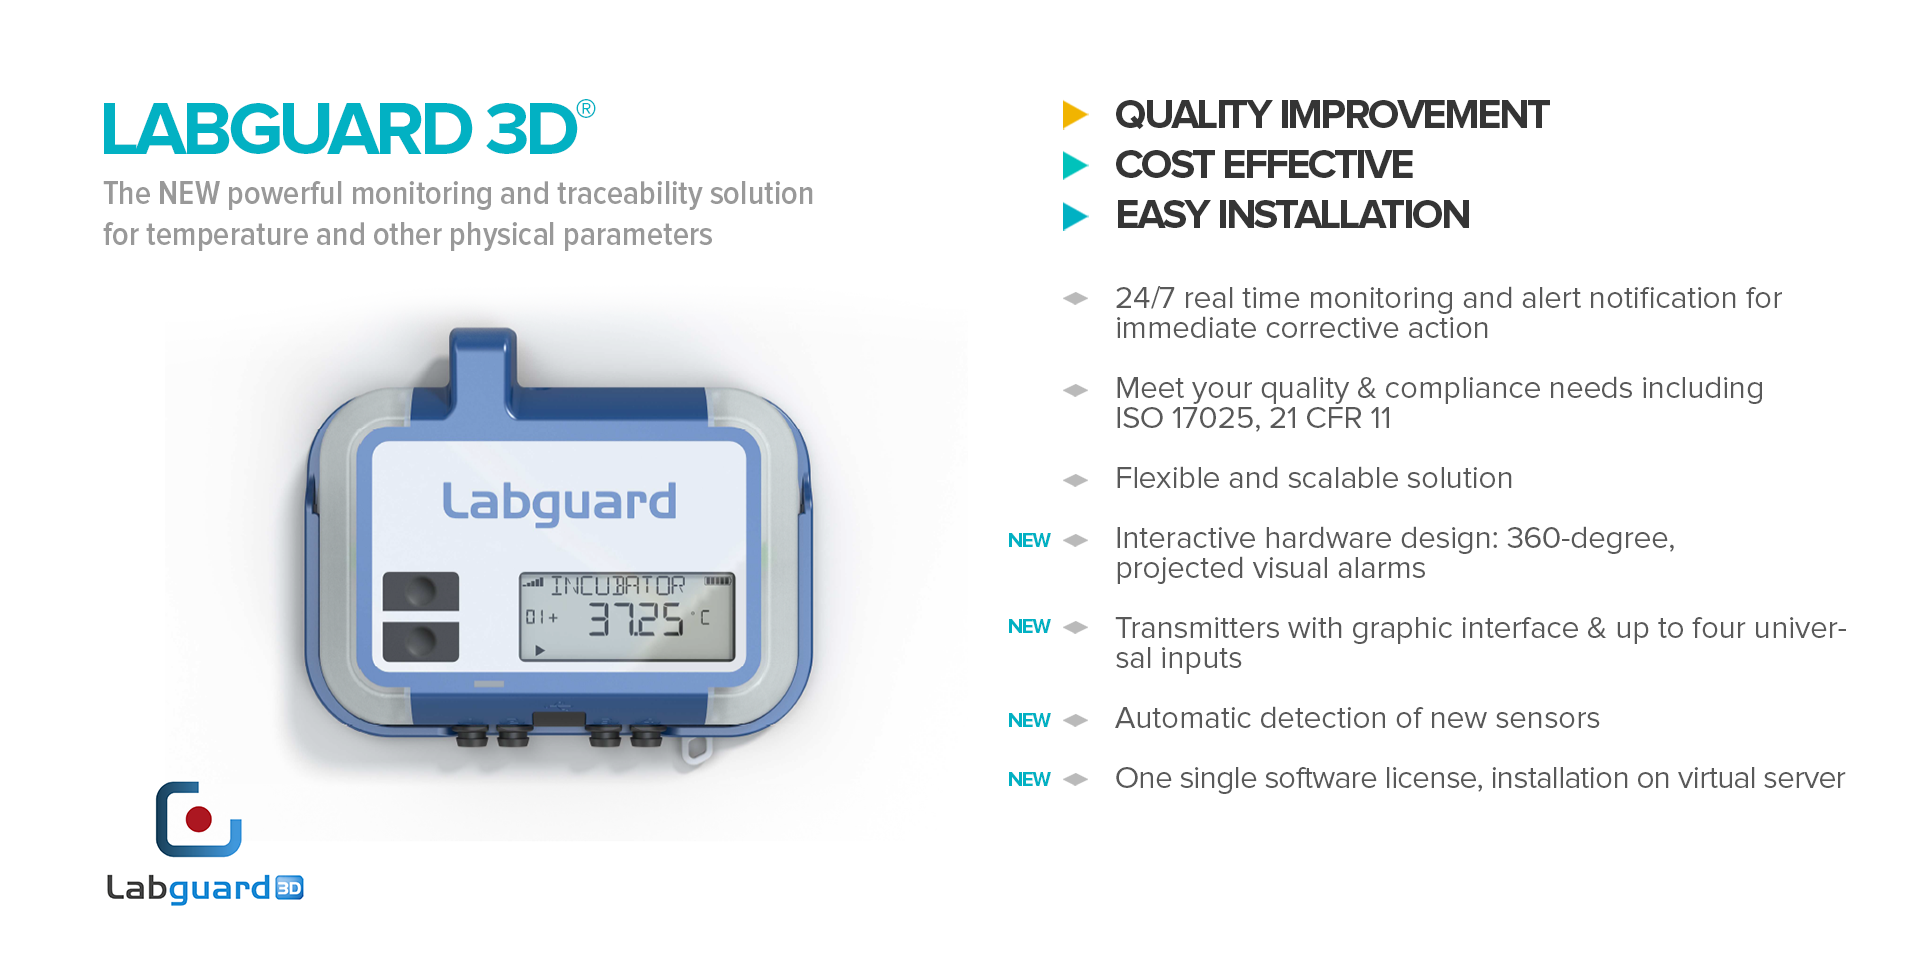 LABGUARD 3D®
The NEW powerful monitoring and traceability solution
for temperature and other physical parameters
Labguard
INCUBATOR
01+ 37.25 °C
Labguard 3D
QUALITY IMPROVEMENT
COST EFFECTIVE
EASY INSTALLATION
24/7 real time monitoring and alert notification for
immediate corrective action
Meet your quality & compliance needs including
ISO 17025, 21 CFR 11
Flexible and scalable solution
NEW Interactive hardware design: 360-degree,
projected visual alarms
NEW Transmitters with graphic interface & up to four univer-
sal inputs
NEW Automatic detection of new sensors
NEW One single software license, installation on virtual server